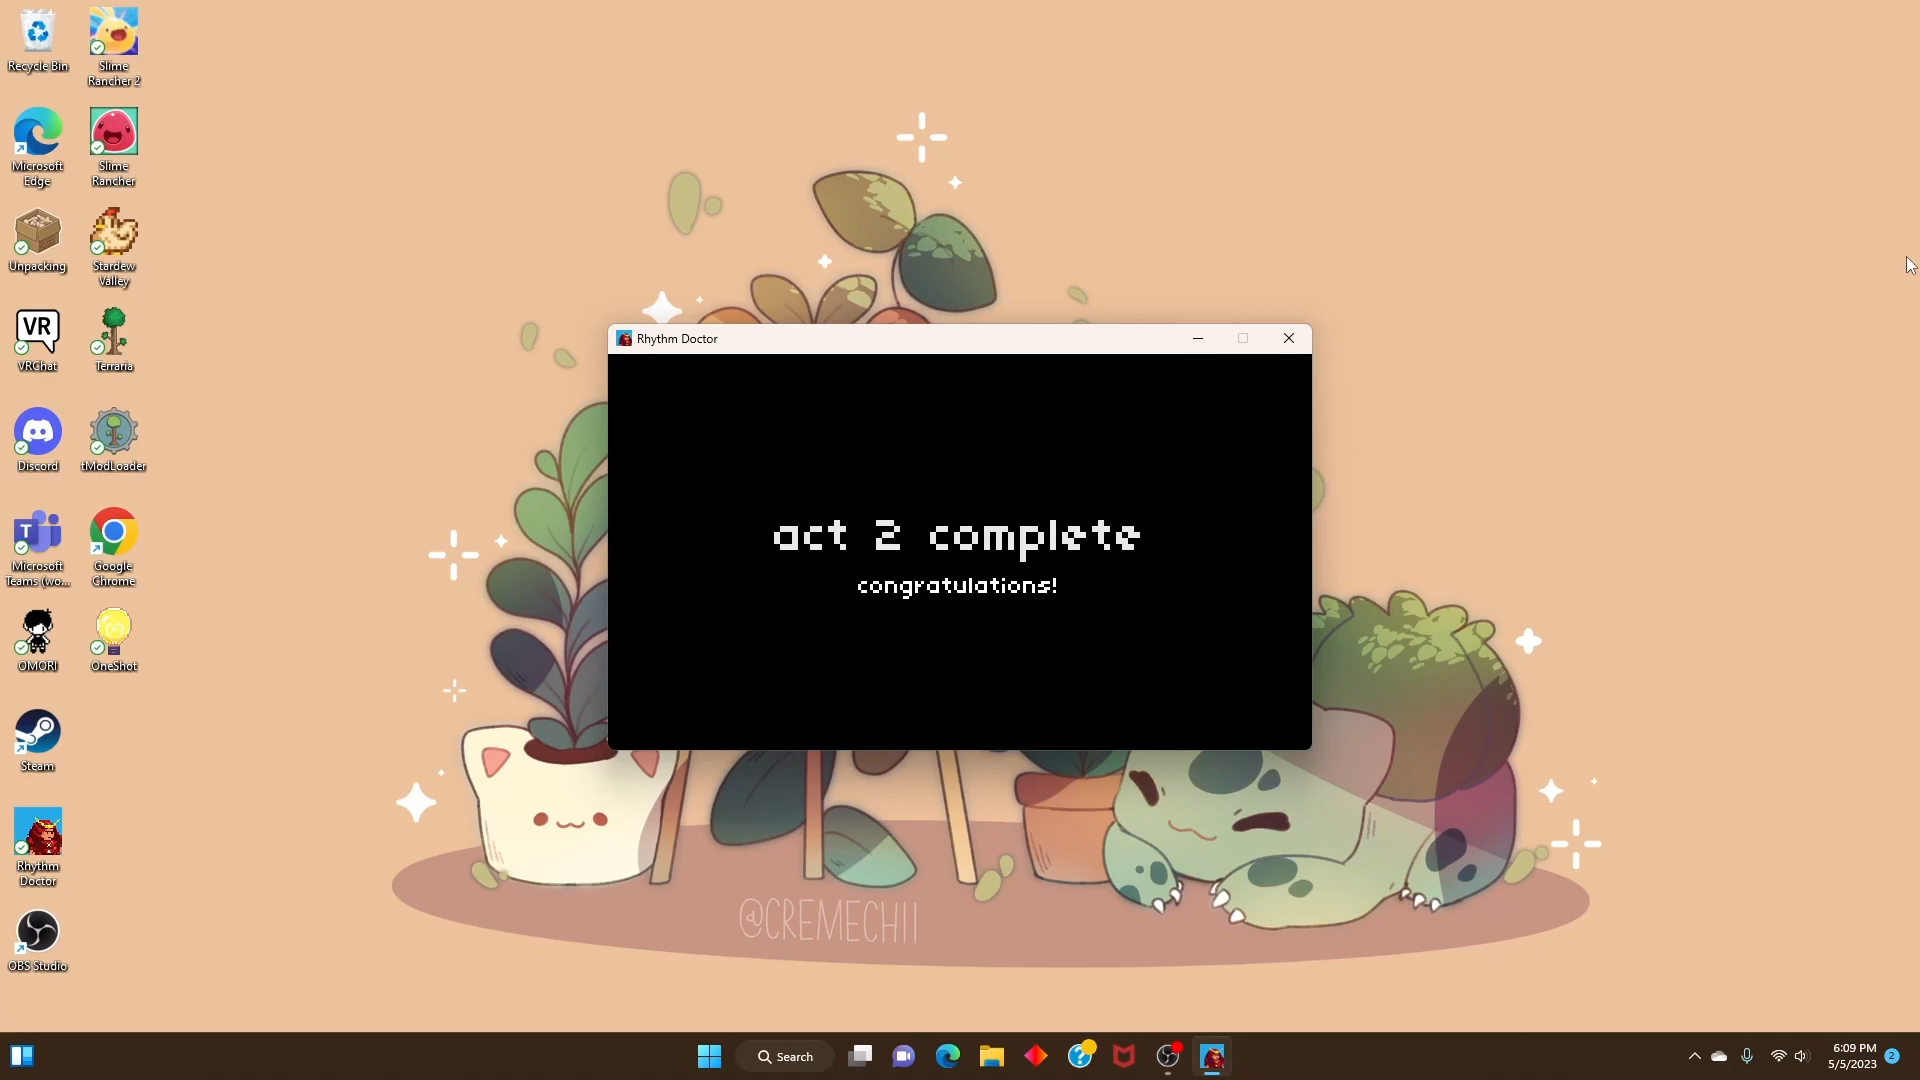 Recycle Bin
Slime
Rancher 2
Microsoft
Edge
Slime
Rancher
Unpacking
Stardew
Valley
VR
VRChat
Terraria
Discord
tModLoader
T
Microsoft
Teams (wo...
Google
Chrome
OMORI
OneShot
Steam
Rhythm
Doctor
OBS Studio
Rhythm Doctor
act 2 complete
congratulations!
@CREMECHII
Search
6:09 PM
5/5/2023
2